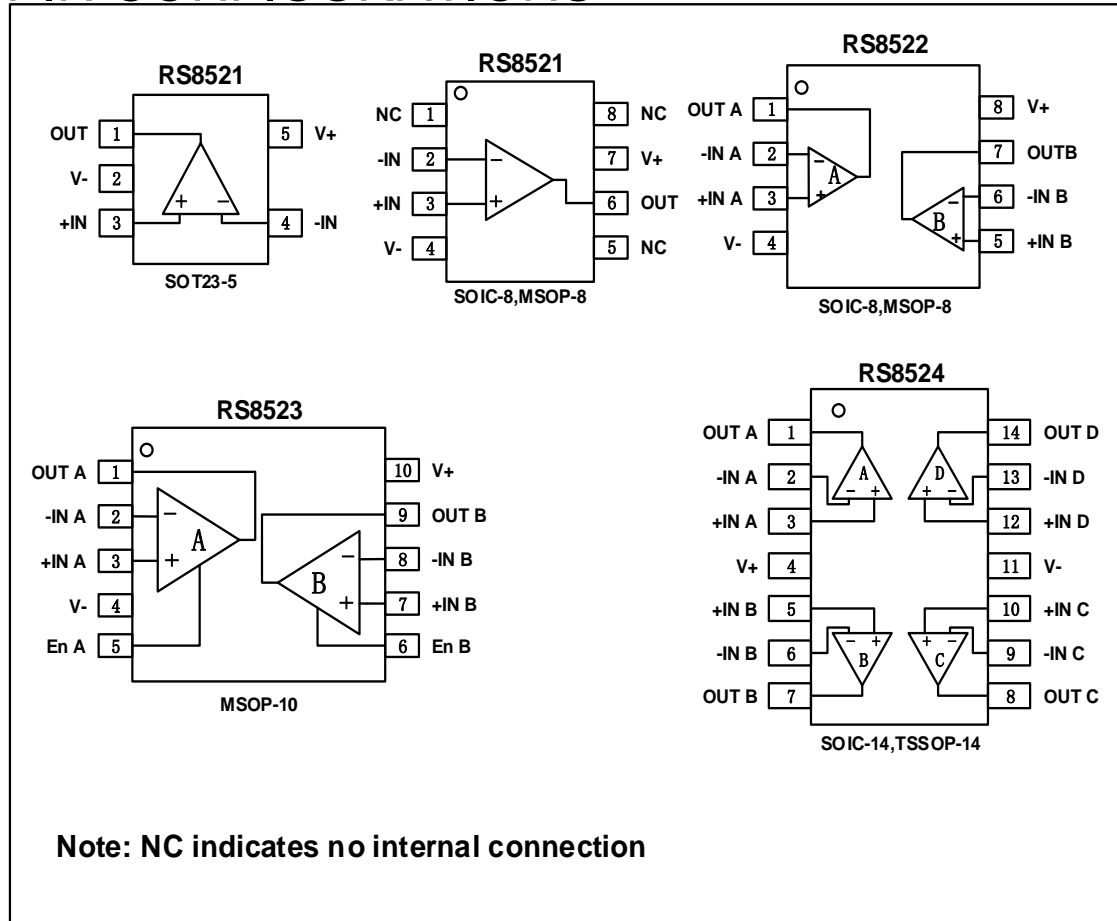 RS8521
OUT 1
V- 2
+IN 3
5 V+
4 -IN
+ -
SOT23-5
RS8521
NC 1
-IN 2
+IN 3
V- 4
8 NC
7 V+
6 OUT
5 NC
-
+
SOIC-8,MSOP-8
RS8522
OUT A 1
-IN A 2
+IN A 3
V- 4
8 V+
7 OUTB
6 -IN B
5 +IN B
- A +
- B +
SOIC-8,MSOP-8
RS8523
OUT A 1
-IN A 2
+IN A 3
V- 4
En A 5
10 V+
9 OUT B
8 -IN B
7 +IN B
6 En B
- A +
- B +
MSOP-10
RS8524
OUT A 1
-IN A 2
+IN A 3
V+ 4
+IN B 5
-IN B 6
OUT B 7
14 OUT D
13 -IN D
12 +IN D
11 V-
10 +IN C
9 -IN C
8 OUT C
A - +
D + -
- + B
+ - C
SOIC-14,TSSOP-14
Note: NC indicates no internal connection